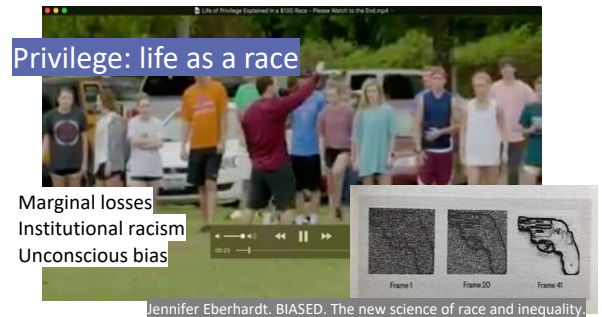 Life of Privilege Explained in a $100 Race - Please Watch to the End.mp4
Privilege: life as a race
Marginal losses
Institutional racism
Unconscious bias
00:23
Frame 1
Frame 20
Frame 41
Jennifer Eberhardt. BIASED. The new science of race and inequality.